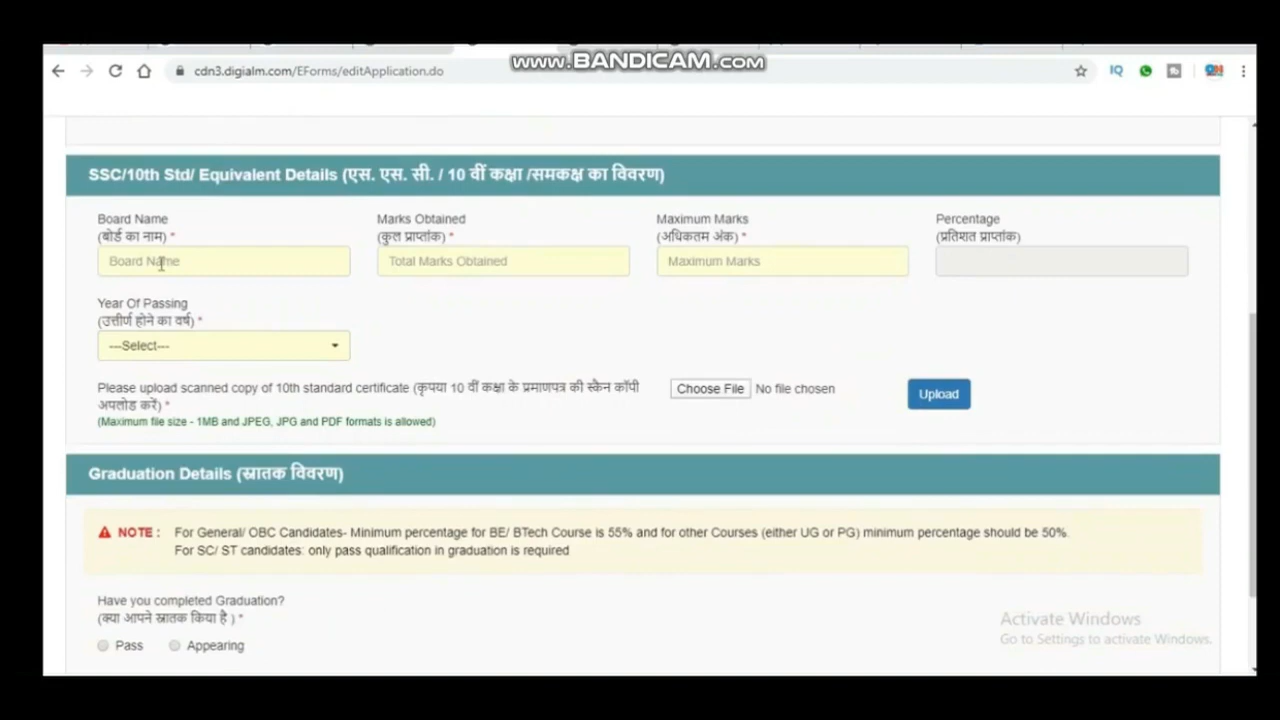 www.BANDICAM.com
cdn3.digialm.com/EForms/editApplication.do
IQ
SSC/10th Std/ Equivalent Details (एस. एस. सी. / 10 वीं कक्षा /समकक्ष का विवरण)
Board Name
(बोर्ड का नाम) *
Board Name
Marks Obtained
(कुल प्राप्तांक) *
Total Marks Obtained
Maximum Marks
(अधिकतम अंक) *
Maximum Marks
Percentage
(प्रतिशत प्राप्तांक)
Year Of Passing
(उत्तीर्ण होने का वर्ष) *
---Select---
Please upload scanned copy of 10th standard certificate (कृपया 10 वीं कक्षा के प्रमाणपत्र की स्कैन कॉपी
अपलोड करें) *
(Maximum file size - 1MB and JPEG, JPG and PDF formats is allowed)
Choose File No file chosen
Upload
Graduation Details (स्नातक विवरण)
NOTE : For General/ OBC Candidates- Minimum percentage for BE/ BTech Course is 55% and for other Courses (either UG or PG) minimum percentage should be 50%.
For SC/ ST candidates: only pass qualification in graduation is required
Have you completed Graduation?
(क्या आपने स्नातक किया है ) *
Pass Appearing
Activate Windows
Go to Settings to activate Windows.